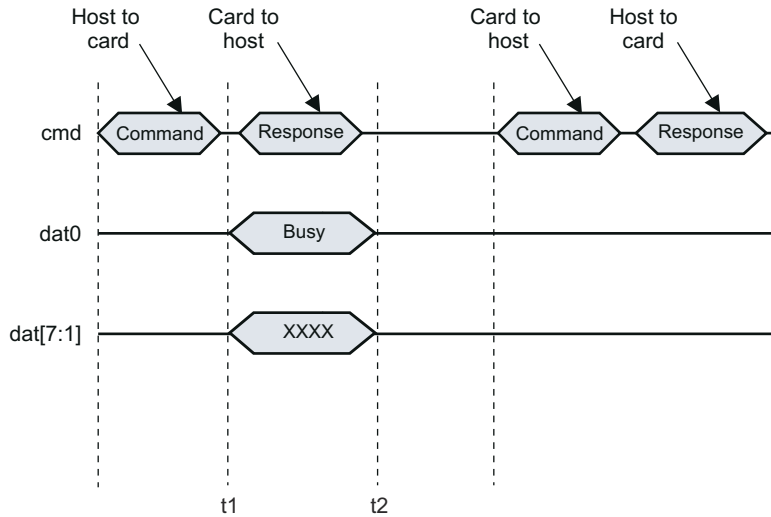 Host to
card
Card to
host
Card to
host
Host to
card
cmd
Command
Response
Command
Response
dat0
Busy
dat[7:1]
XXXX
t1
t2